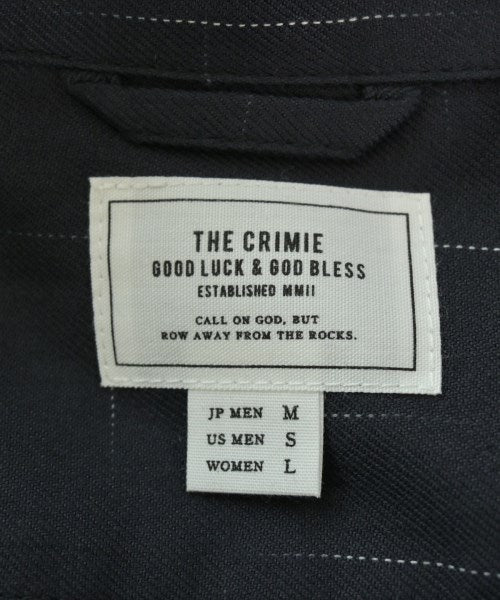 THE CRIMIE
GOOD LUCK & GOD BLESS
ESTABLISHED MMII
CALL ON GOD, BUT
ROW AWAY FROM THE ROCKS.
JP MEN M
US MEN S
WOMEN L